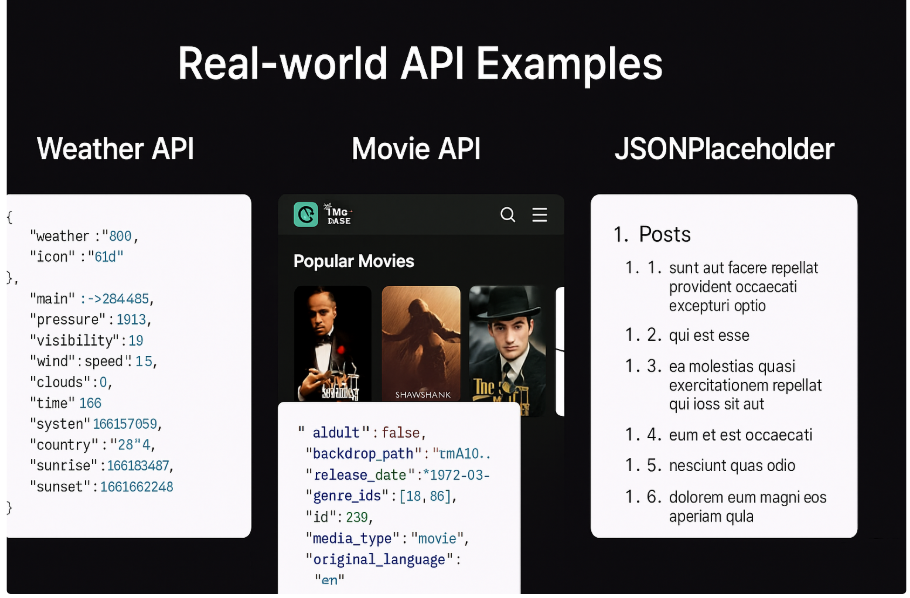 Real-world API Examples
Weather API
{
"weather :"800,
"icon" :"61d"
},
"main" :->284485,
"pressure": 1913,
"visibility": 19
"wind": speed": 15,
"clouds":0,
"time" 166
"systen" 166157059,
"country" :"28"4,
"sunrise": 166183487,
"sunset": 1661662248
}
Movie API
1MG
DASE
Popular Movies
SHAWSHANK
The
" aldult": false,
"backdrop_path": "tmA10..
"release_date":"1972-03-
"genre_ids": [18, 86],
"id": 239,
"media_type": "movie",
"original_language":
"en"
JSONPlaceholder
1. Posts
1. 1. sunt aut facere repellat
provident occaecati
excepturi optio
1. 2. qui est esse
1. 3. ea molestias quasi
exercitationem repellat
qui ioss sit aut
1. 4. eum et est occaecati
1. 5. nesciunt quas odio
1. 6. dolorem eum magni eos
aperiam qula